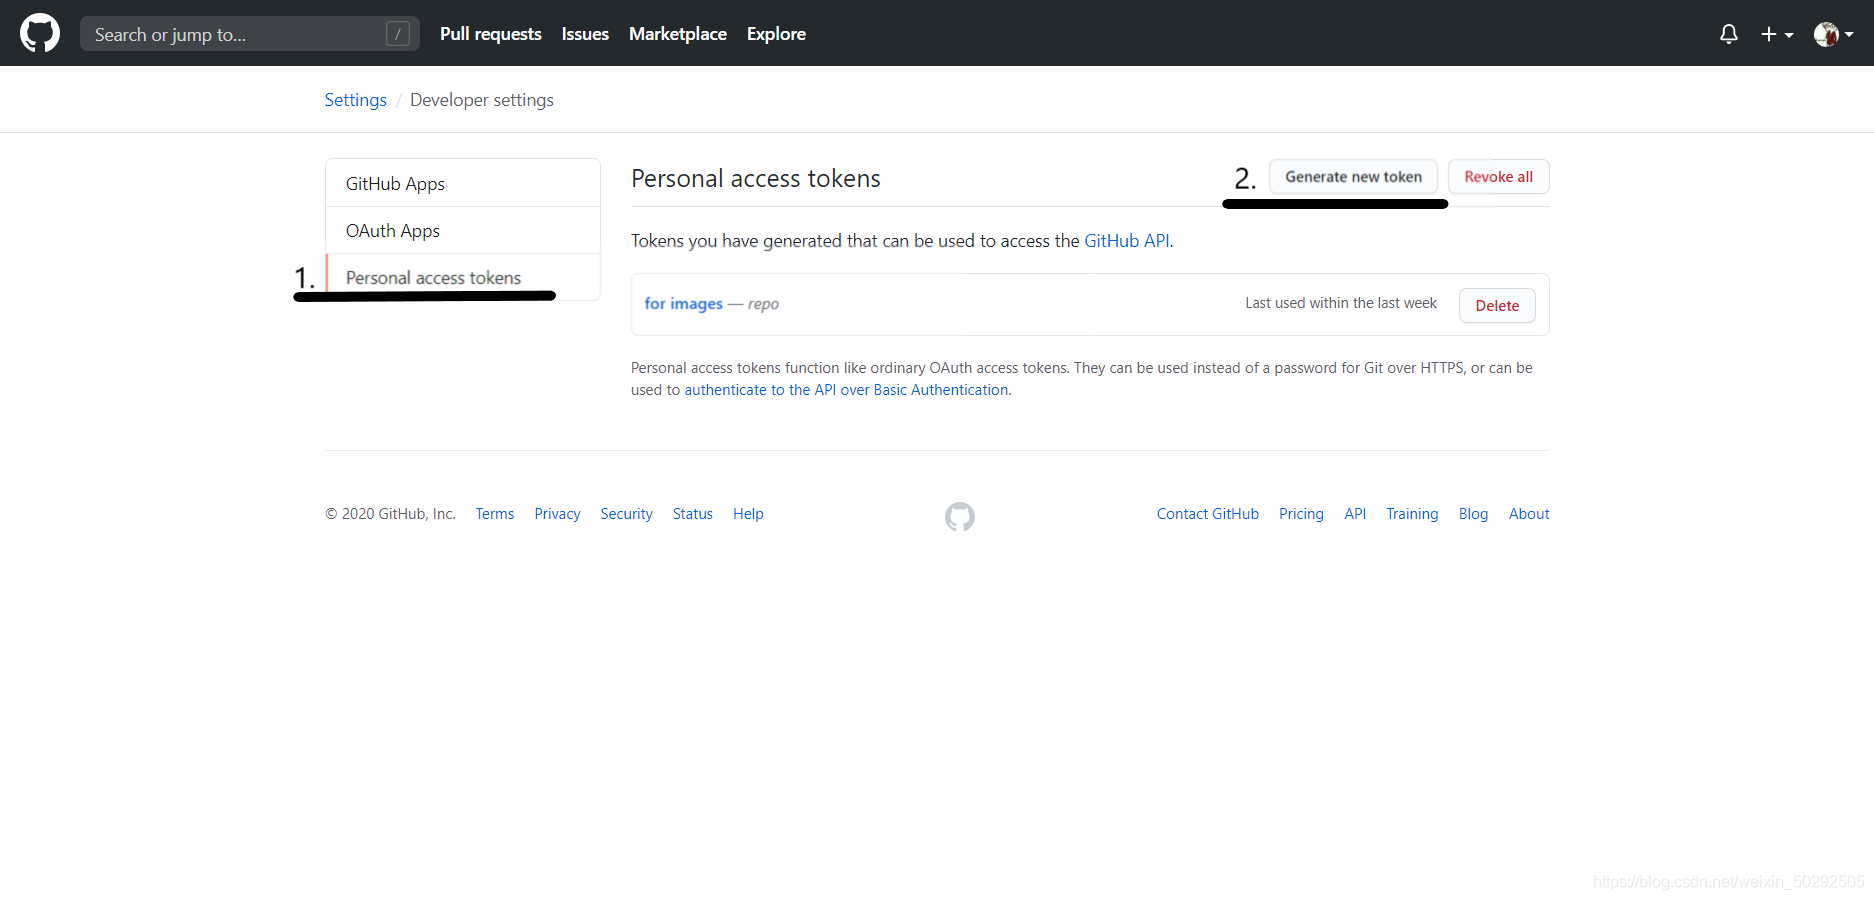 Search or jump to... /
Pull requests Issues Marketplace Explore
Settings / Developer settings
GitHub Apps
OAuth Apps
1. Personal access tokens
Personal access tokens
2. Generate new token Revoke all
Tokens you have generated that can be used to access the GitHub API.
for images — repo Last used within the last week Delete
Personal access tokens function like ordinary OAuth access tokens. They can be used instead of a password for Git over HTTPS, or can be
used to authenticate to the API over Basic Authentication.
© 2020 GitHub, Inc. Terms Privacy Security Status Help Contact GitHub Pricing API Training Blog About
https://blog.csdn.net/weixin_50292505